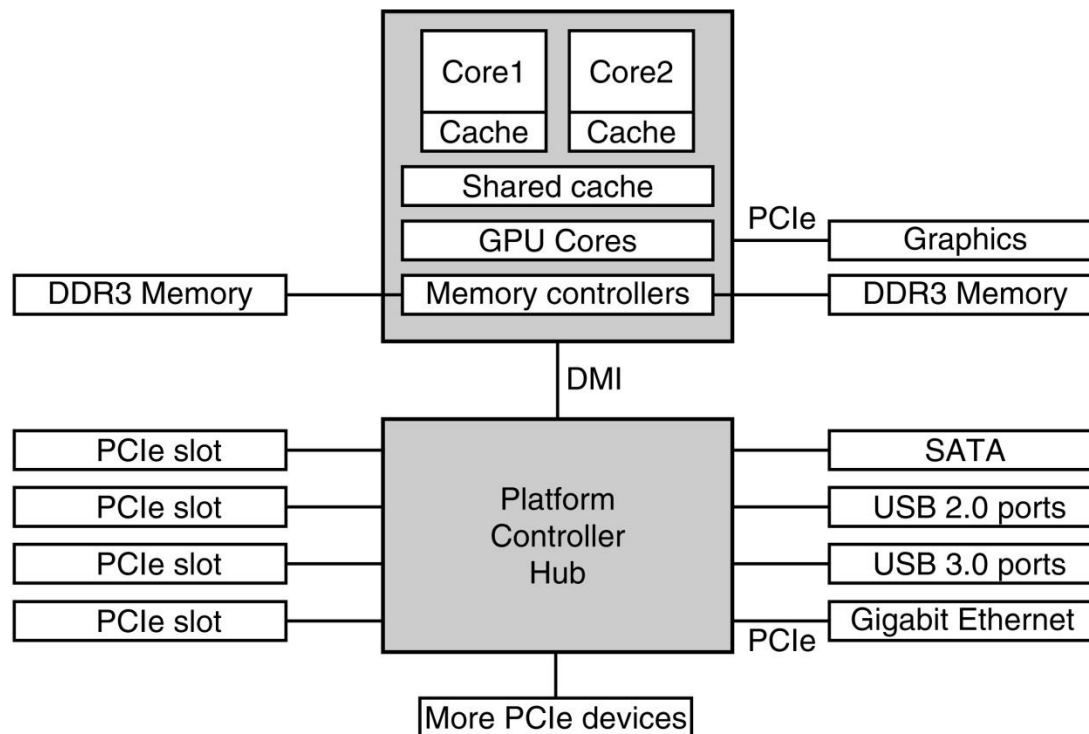 Core1
Core2
Cache
Cache
Shared cache
PCIe
GPU Cores
Graphics
DDR3 Memory
Memory controllers
DDR3 Memory
DMI
PCIe slot
SATA
PCIe slot
Platform
Controller
Hub
USB 2.0 ports
PCIe slot
USB 3.0 ports
PCIe slot
Gigabit Ethernet
PCIe
More PCIe devices